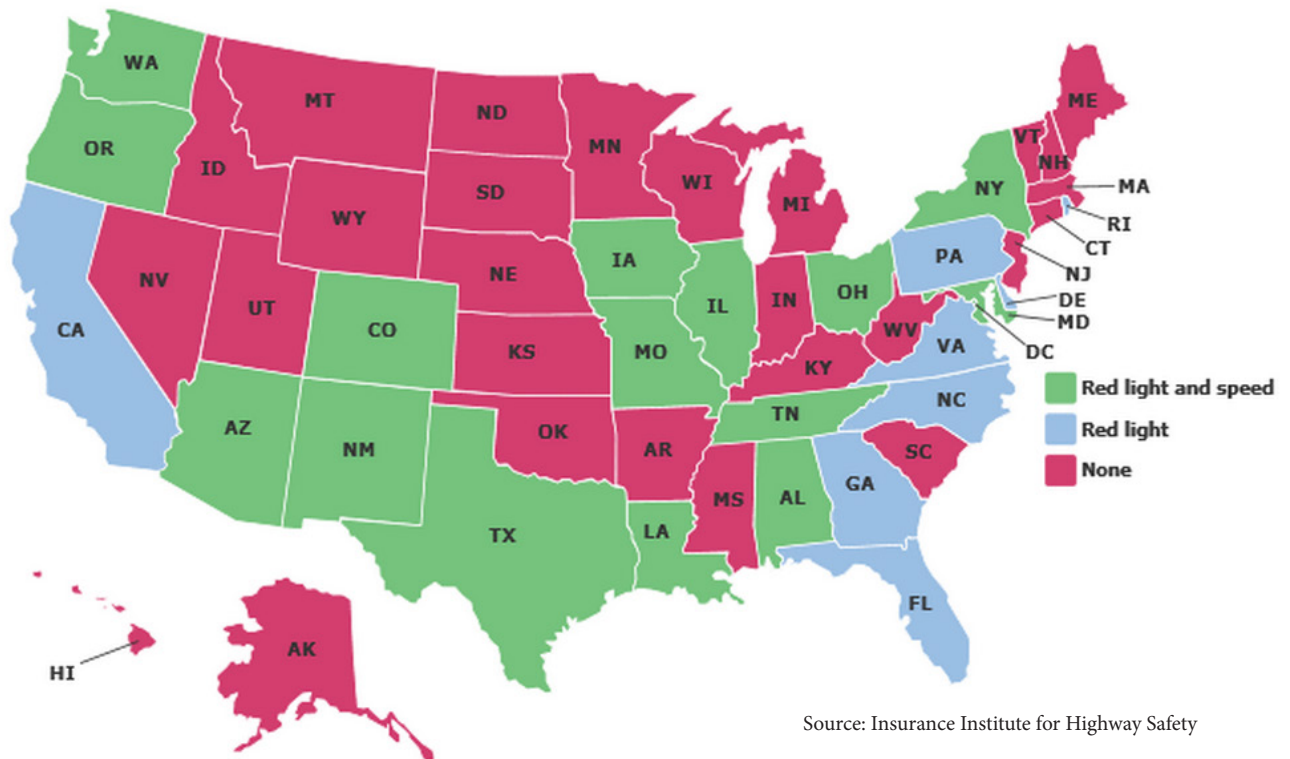 WA
MT
ND
MN
ME
OR
ID
SD
WI
MI
NY
VT
NH
MA
RI
CT
NJ
DE
MD
DC
WY
NE
IA
PA
NV
UT
CO
KS
MO
IL
IN
OH
WV
VA
KY
CA
AZ
NM
OK
AR
TN
NC
SC
TX
LA
MS
AL
GA
FL
HI
AK
Red light and speed
Red light
None
Source: Insurance Institute for Highway Safety